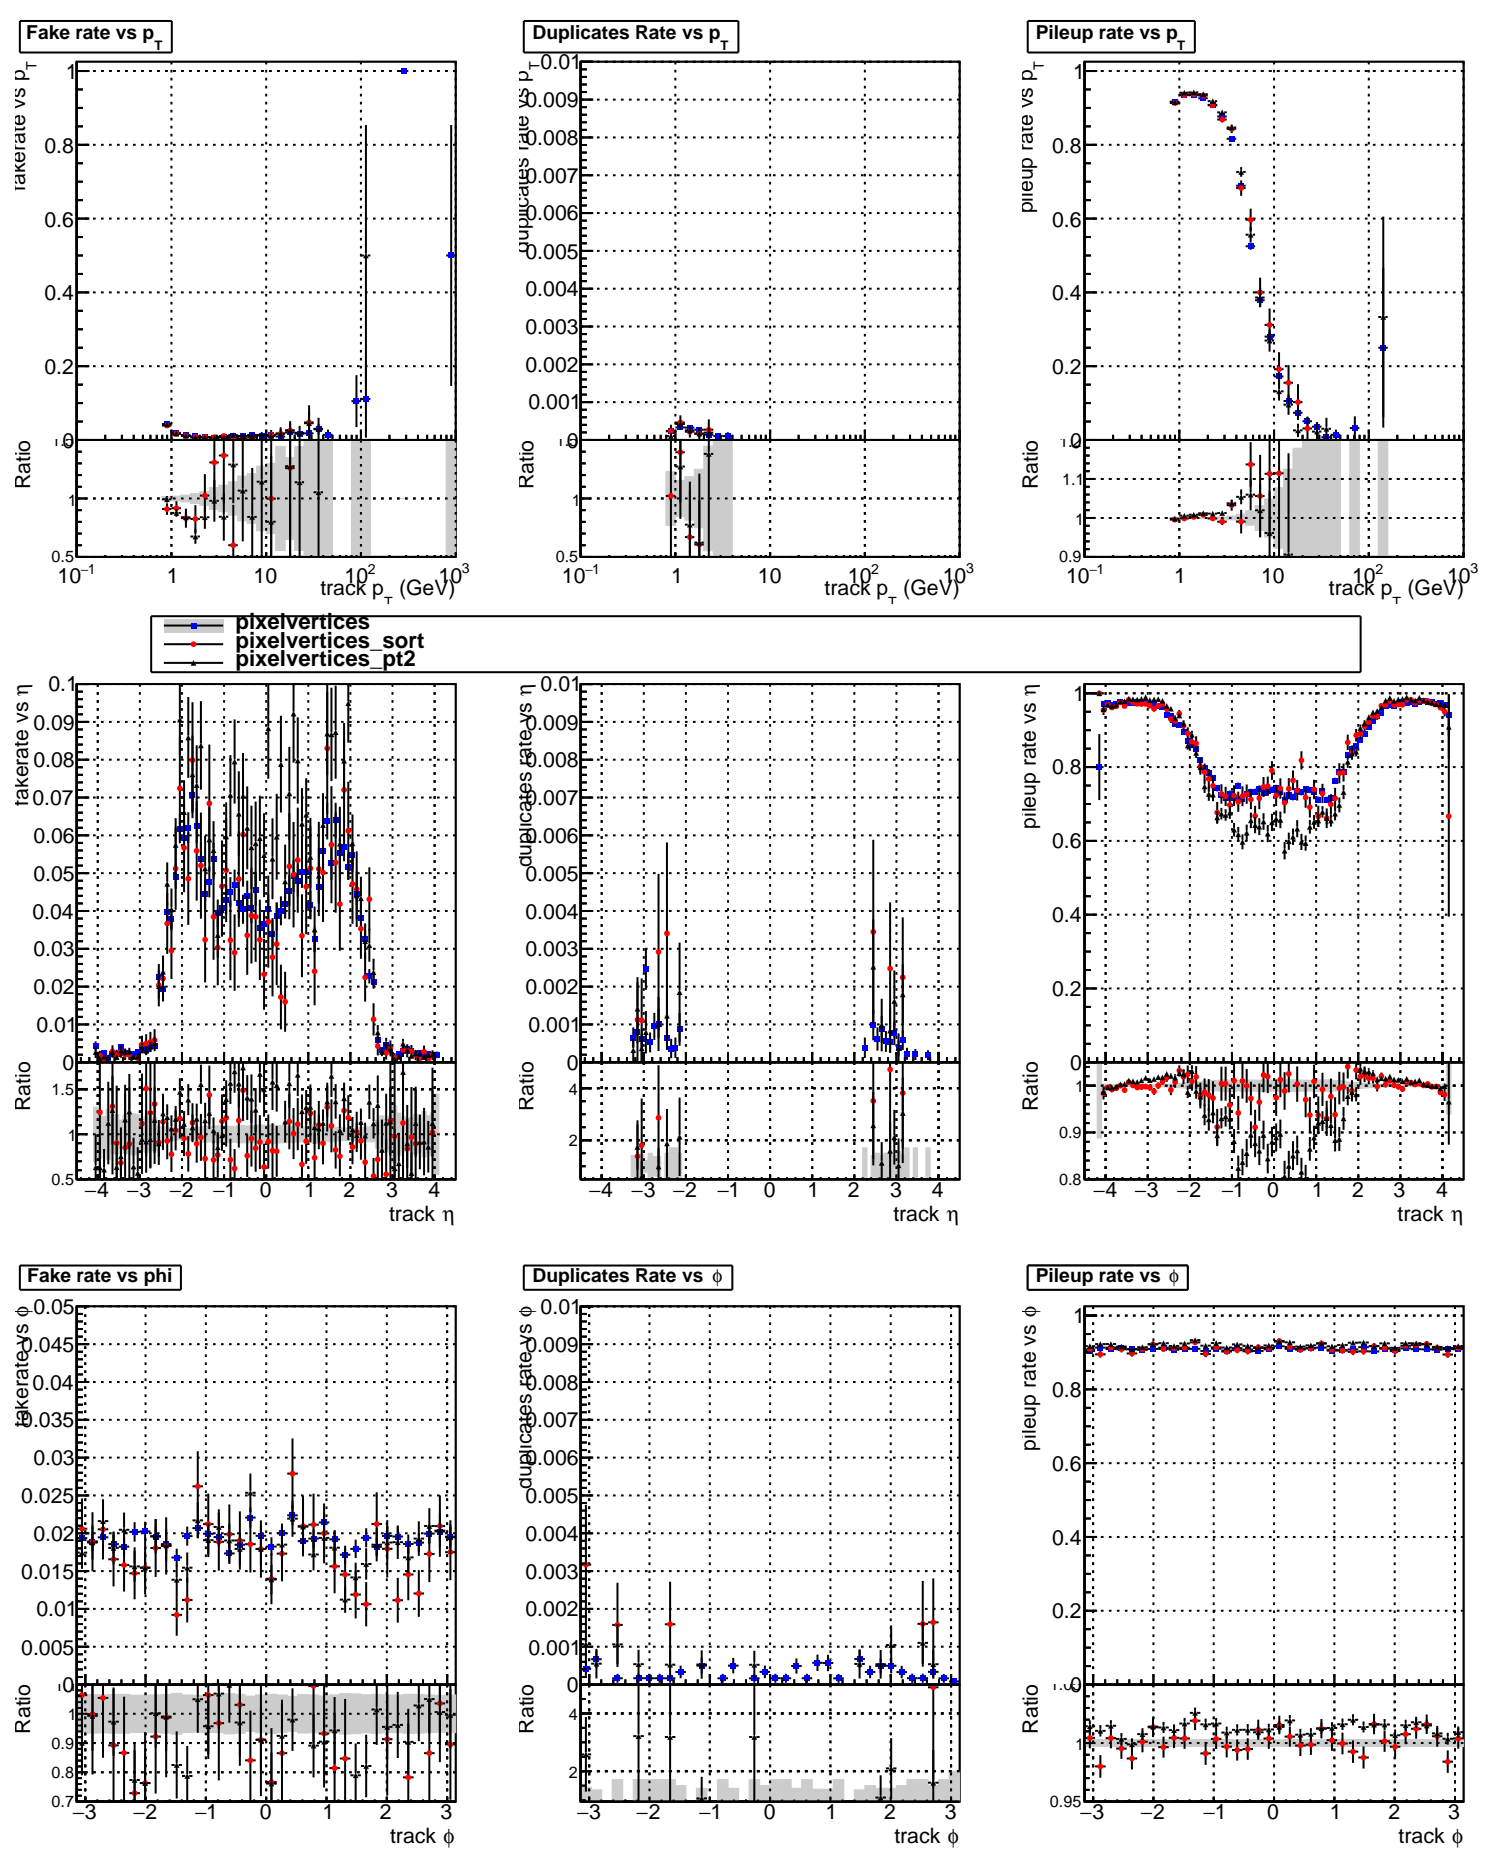 Fake rate vs p_T
Duplicates Rate vs p_T
Pileup rate vs p_T
fakerate vs p_T
1
0.8
0.6
0.4
0.2
0
Ratio
1
0.5
10⁻¹ 1 10 10² 10³
track p_T (GeV)
duplicates rate vs p_T
0.01
0.009
0.008
0.007
0.006
0.005
0.004
0.003
0.002
0.001
0
Ratio
1
0.5
10⁻¹ 1 10 10² 10³
track p_T (GeV)
pileup rate vs p_T
1
0.8
0.6
0.4
0.2
0
Ratio
1.1
1
0.9
10⁻¹ 1 10 10² 10³
track p_T (GeV)
pixelvertices
pixelvertices_sort
pixelvertices_pt2
fakerate vs η
0.1
0.09
0.08
0.07
0.06
0.05
0.04
0.03
0.02
0.01
0
Ratio
1.5
1
0.5
−4 −3 −2 −1 0 1 2 3 4
track η
duplicates rate vs η
0.01
0.009
0.008
0.007
0.006
0.005
0.004
0.003
0.002
0.001
0
Ratio
4
2
−4 −3 −2 −1 0 1 2 3 4
track η
pileup rate vs η
1
0.8
0.6
0.4
0.2
0
Ratio
1
0.9
0.8
−4 −3 −2 −1 0 1 2 3 4
track η
Fake rate vs phi
Duplicates Rate vs ϕ
Pileup rate vs ϕ
fakerate vs ϕ
0.05
0.045
0.04
0.035
0.03
0.025
0.02
0.015
0.01
0.005
0
Ratio
1
0.9
0.8
0.7
−3 −2 −1 0 1 2 3
track ϕ
duplicates rate vs ϕ
0.01
0.009
0.008
0.007
0.006
0.005
0.004
0.003
0.002
0.001
0
Ratio
4
2
−3 −2 −1 0 1 2 3
track ϕ
pileup rate vs ϕ
1
0.8
0.6
0.4
0.2
0
Ratio
1
0.95
−3 −2 −1 0 1 2 3
track ϕ